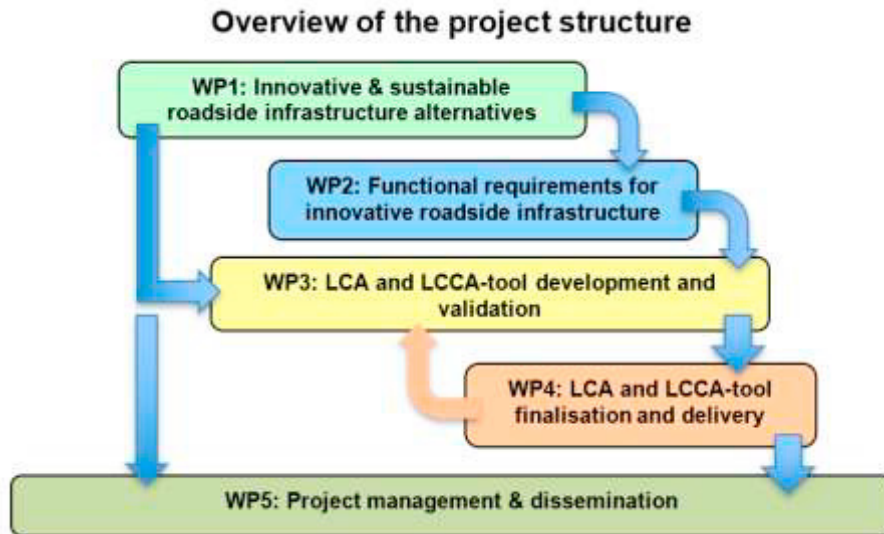 Overview of the project structure
WP1: Innovative & sustainable
roadside infrastructure alternatives
WP2: Functional requirements for
innovative roadside infrastructure
WP3: LCA and LCCA-tool development and
validation
WP4: LCA and LCCA-tool
finalisation and delivery
WP5: Project management & dissemination